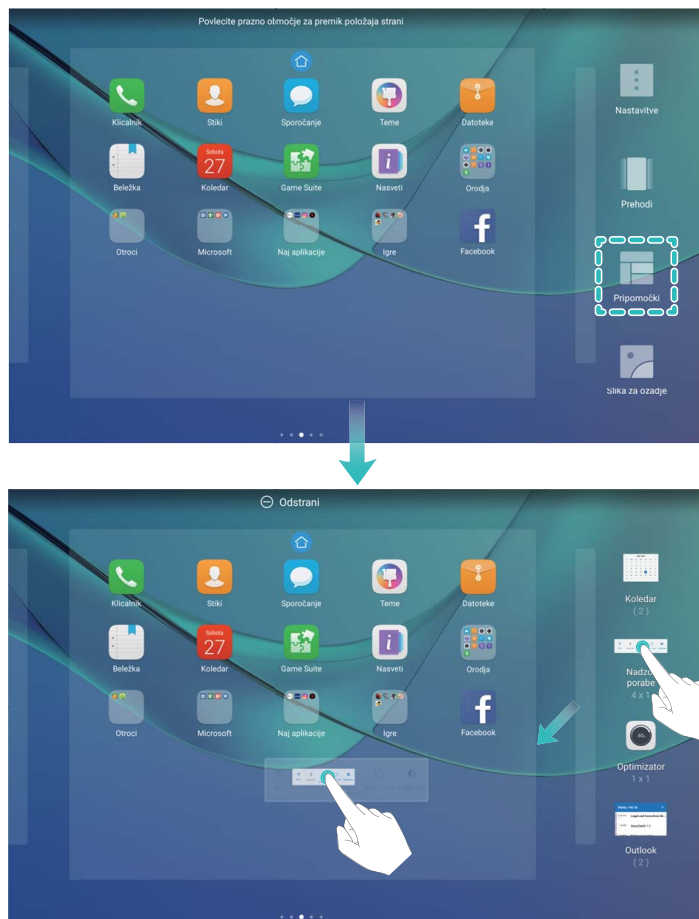 Povlecite prazno območje za premik položaja strani
Klicalnik
Stiki
Sporočanje
Teme
Datoteke
Nastavitve
Beležka
Sobota
27
Koledar
Game Suite
Nasveti
Orodja
Prehodi
Otroci
Microsoft
Naj aplikacije
Igre
Facebook
Pripomočki
Slika za ozadje
Odstrani
Klicalnik
Stiki
Sporočanje
Teme
Datoteke
Koledar
( 2 )
Beležka
Sobota
27
Koledar
Game Suite
Nasveti
Orodja
porabe
4 x 1
Otroci
Microsoft
Naj aplikacije
Igre
Facebook
Optimizator
1 x 1
Outlook
( 2 )